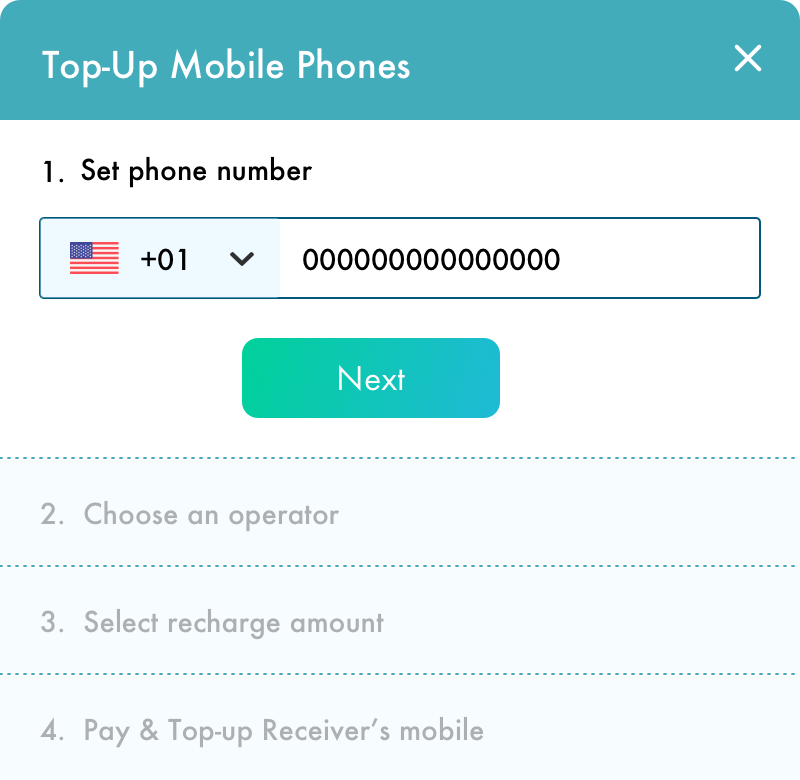 Top-Up Mobile Phones
1. Set phone number
+01 000000000000000
Next
2. Choose an operator
3. Select recharge amount
4. Pay & Top-up Receiver’s mobile